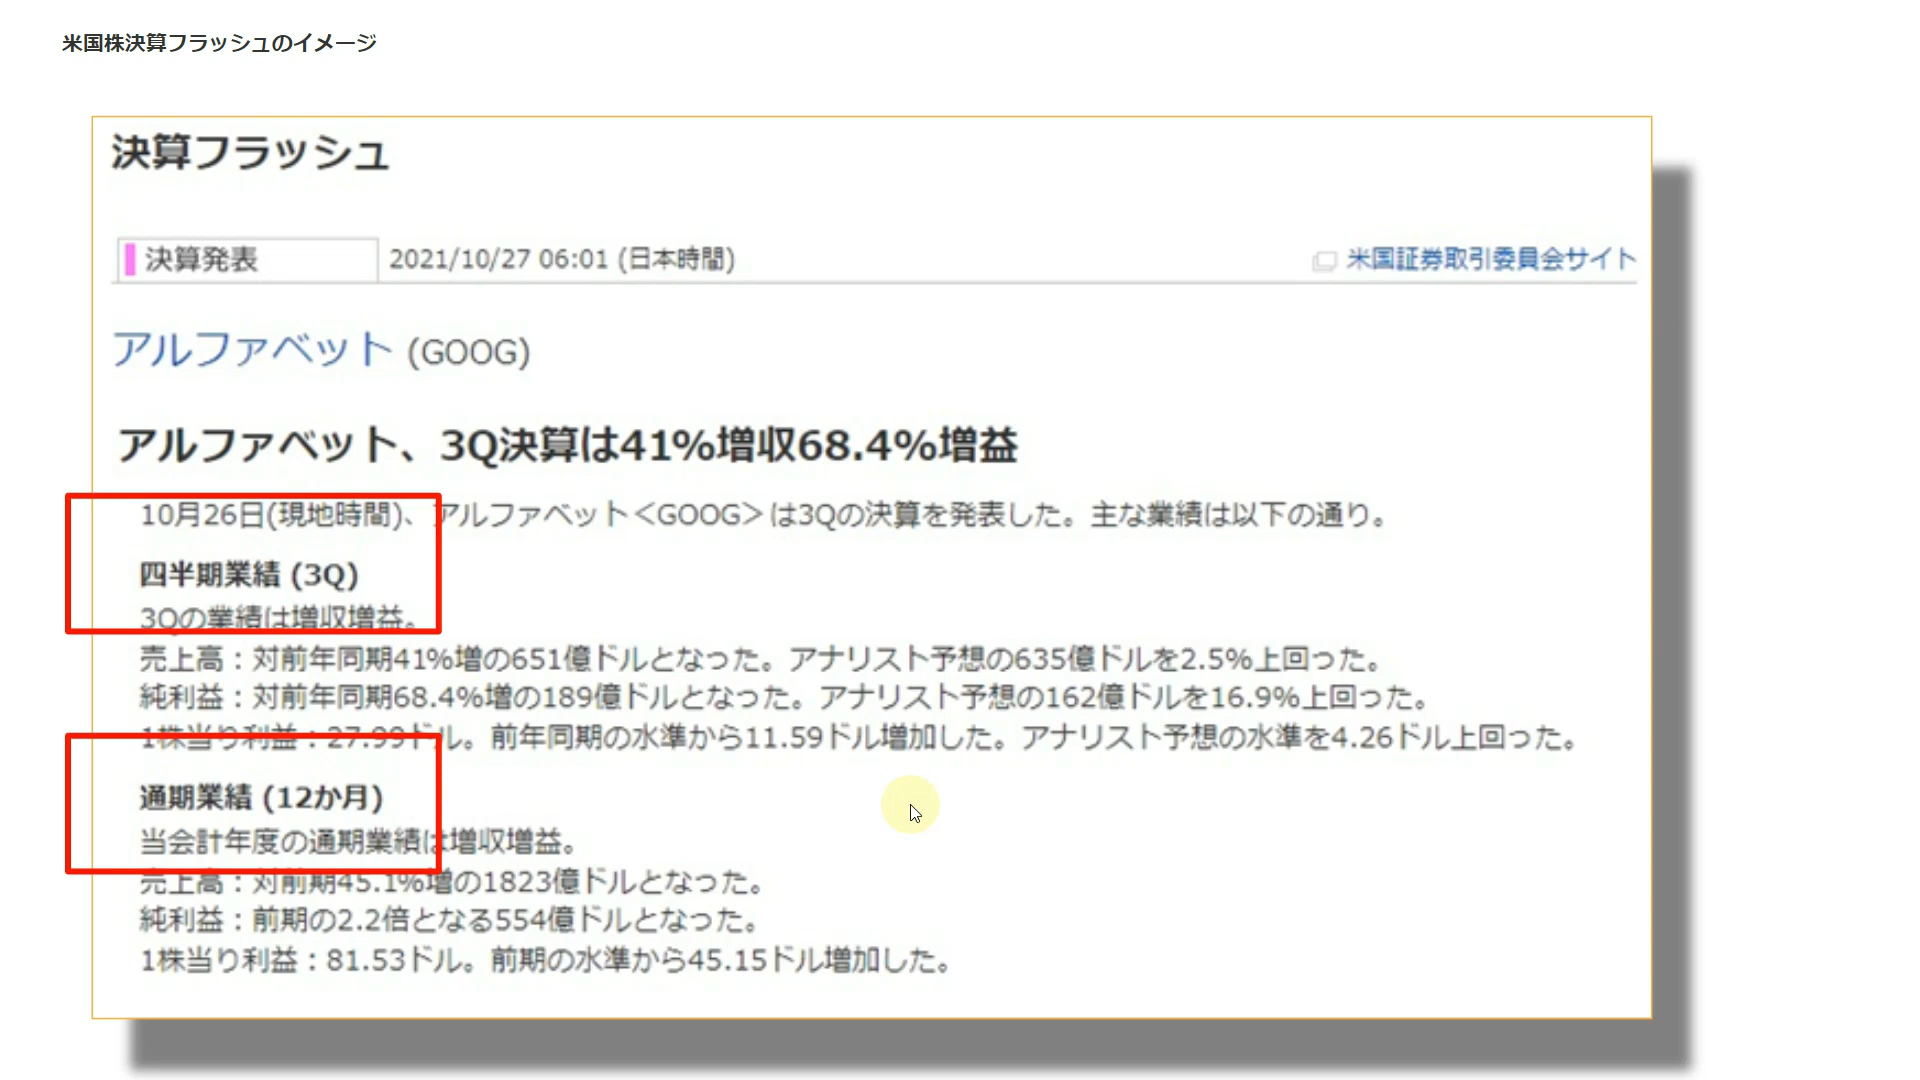 米国株決算フラッシュのイメージ
決算フラッシュ
決算発表 2021/10/27 06:01 (日本時間) 米国証券取引委員会サイト
アルファベット (GOOG)
アルファベット、3Q決算は41%増収68.4%増益
10月26日(現地時間)、アルファベット＜GOOG＞は3Qの決算を発表した。主な業績は以下の通り。
四半期業績 (3Q)
3Qの業績は増収増益。
売上高：対前年同期41%増の651億ドルとなった。アナリスト予想の635億ドルを2.5%上回った。
純利益：対前年同期68.4%増の189億ドルとなった。アナリスト予想の162億ドルを16.9%上回った。
1株当り利益：27.99ドル。前年同期の水準から11.59ドル増加した。アナリスト予想の水準を4.26ドル上回った。
通期業績 (12か月)
当会計年度の通期業績は増収増益。
売上高：対前期45.1%増の1823億ドルとなった。
純利益：前期の2.2倍となる554億ドルとなった。
1株当り利益：81.53ドル。前期の水準から45.15ドル増加した。